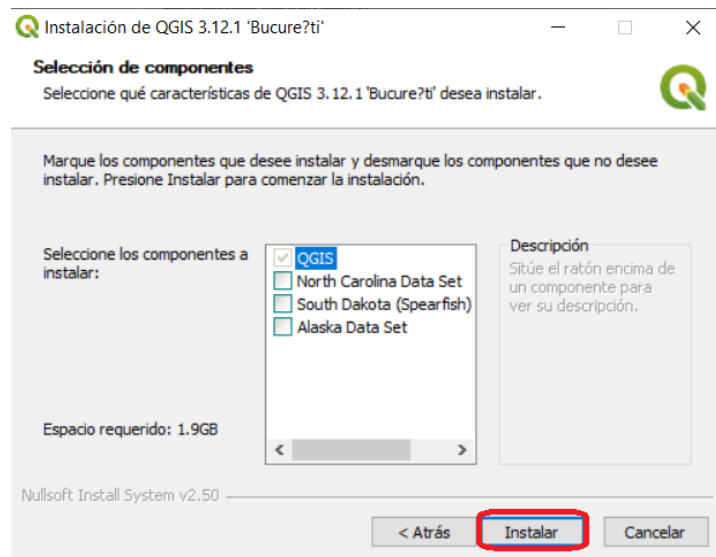 Instalación de QGIS 3.12.1 'Bucure?ti'
Selección de componentes
Seleccione qué características de QGIS 3.12.1 'Bucure?ti' desea instalar.
Marque los componentes que desee instalar y desmarque los componentes que no desee
instalar. Presione Instalar para comenzar la instalación.
Seleccione los componentes a
instalar:
QGIS
North Carolina Data Set
South Dakota (Spearfish)
Alaska Data Set
Descripción
Sitúe el ratón encima de
un componente para
ver su descripción.
Espacio requerido: 1.9GB
Nullsoft Install System v2.50
< Atrás
Instalar
Cancelar